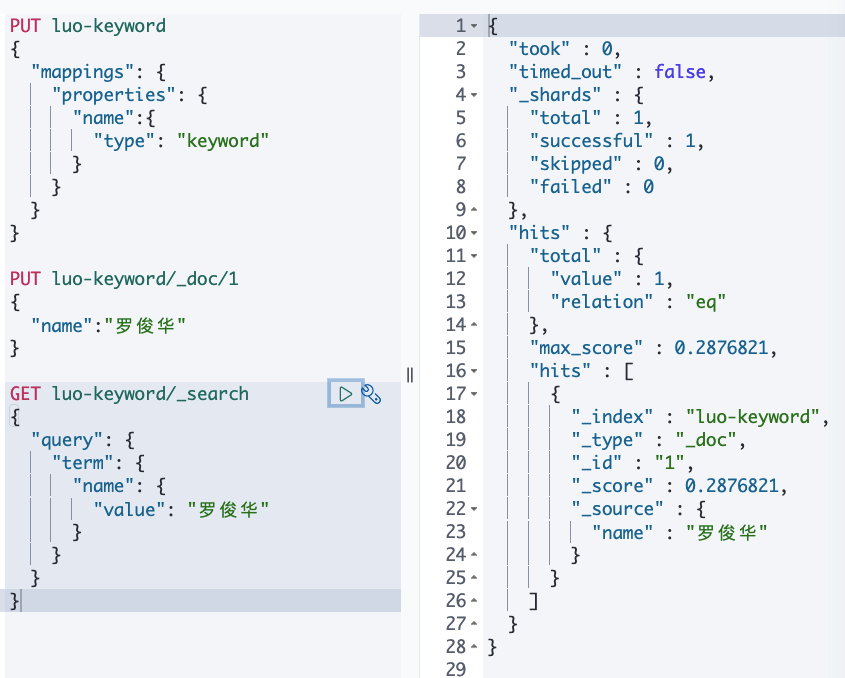 PUT luo-keyword
{
  "mappings": {
    "properties": {
      "name":{
        "type": "keyword"
      }
    }
  }
}
PUT luo-keyword/_doc/1
{
  "name":"罗俊华"
}
GET luo-keyword/_search
{
  "query": {
    "term": {
      "name": {
        "value": "罗俊华"
      }
    }
  }
}
1 {
2   "took" : 0,
3   "timed_out" : false,
4   "_shards" : {
5     "total" : 1,
6     "successful" : 1,
7     "skipped" : 0,
8     "failed" : 0
9   },
10   "hits" : {
11     "total" : {
12       "value" : 1,
13       "relation" : "eq"
14     },
15     "max_score" : 0.2876821,
16     "hits" : [
17       {
18         "_index" : "luo-keyword",
19         "_type" : "_doc",
20         "_id" : "1",
21         "_score" : 0.2876821,
22         "_source" : {
23           "name" : "罗俊华"
24         }
25       }
26     ]
27   }
28 }
29